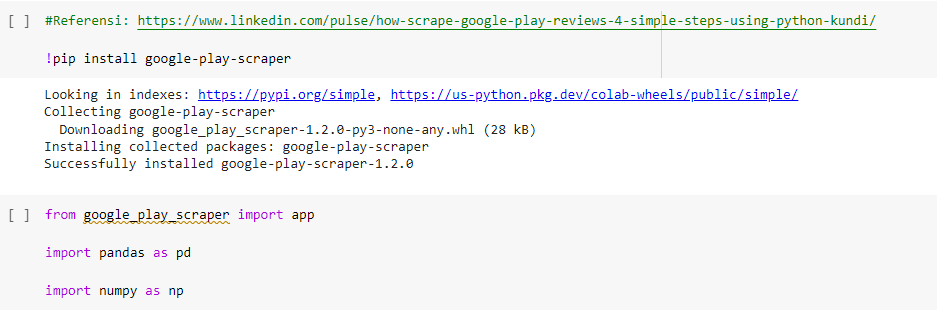 [ ] #Referensi: https://www.linkedin.com/pulse/how-scrape-google-play-reviews-4-simple-steps-using-python-kundi/
!pip install google-play-scraper
Looking in indexes: https://pypi.org/simple, https://us-python.pkg.dev/colab-wheels/public/simple/
Collecting google-play-scraper
  Downloading google_play_scraper-1.2.0-py3-none-any.whl (28 kB)
Installing collected packages: google-play-scraper
Successfully installed google-play-scraper-1.2.0
[ ] from google_play_scraper import app
import pandas as pd
import numpy as np